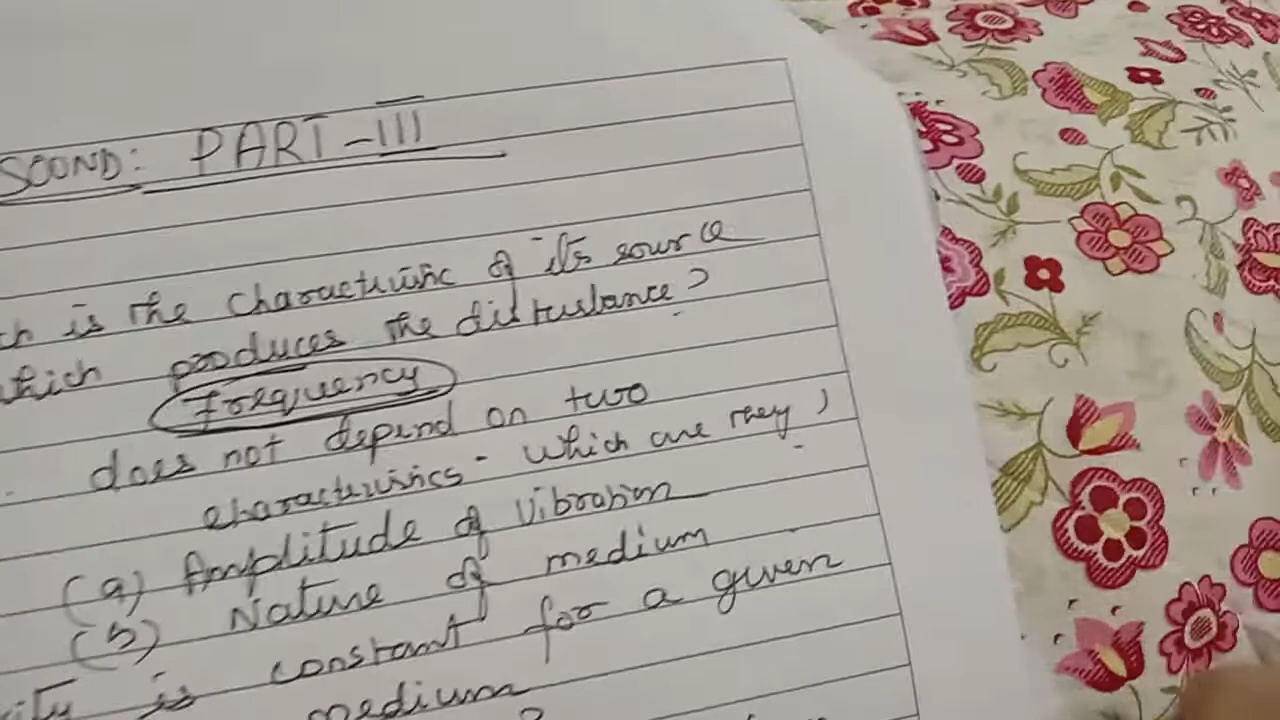 SOUND: PART-III
ch is the characteristic of its source
which produces the disturbance?
Frequency
does not depend on two
characteristics. Which are they?
(a) Amplitude of vibration
(b) Nature of medium
is constant for a given
medium